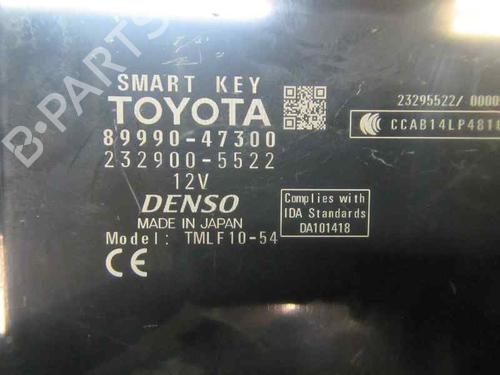 B-PARTS
SMART KEY
TOYOTA
89990-47300
232900-5522
12V
DENSO
MADE IN JAPAN
Model: TMLF10-54
CE
23295522/
CCAB14LP481
Complies with
IDA Standards
DA101418